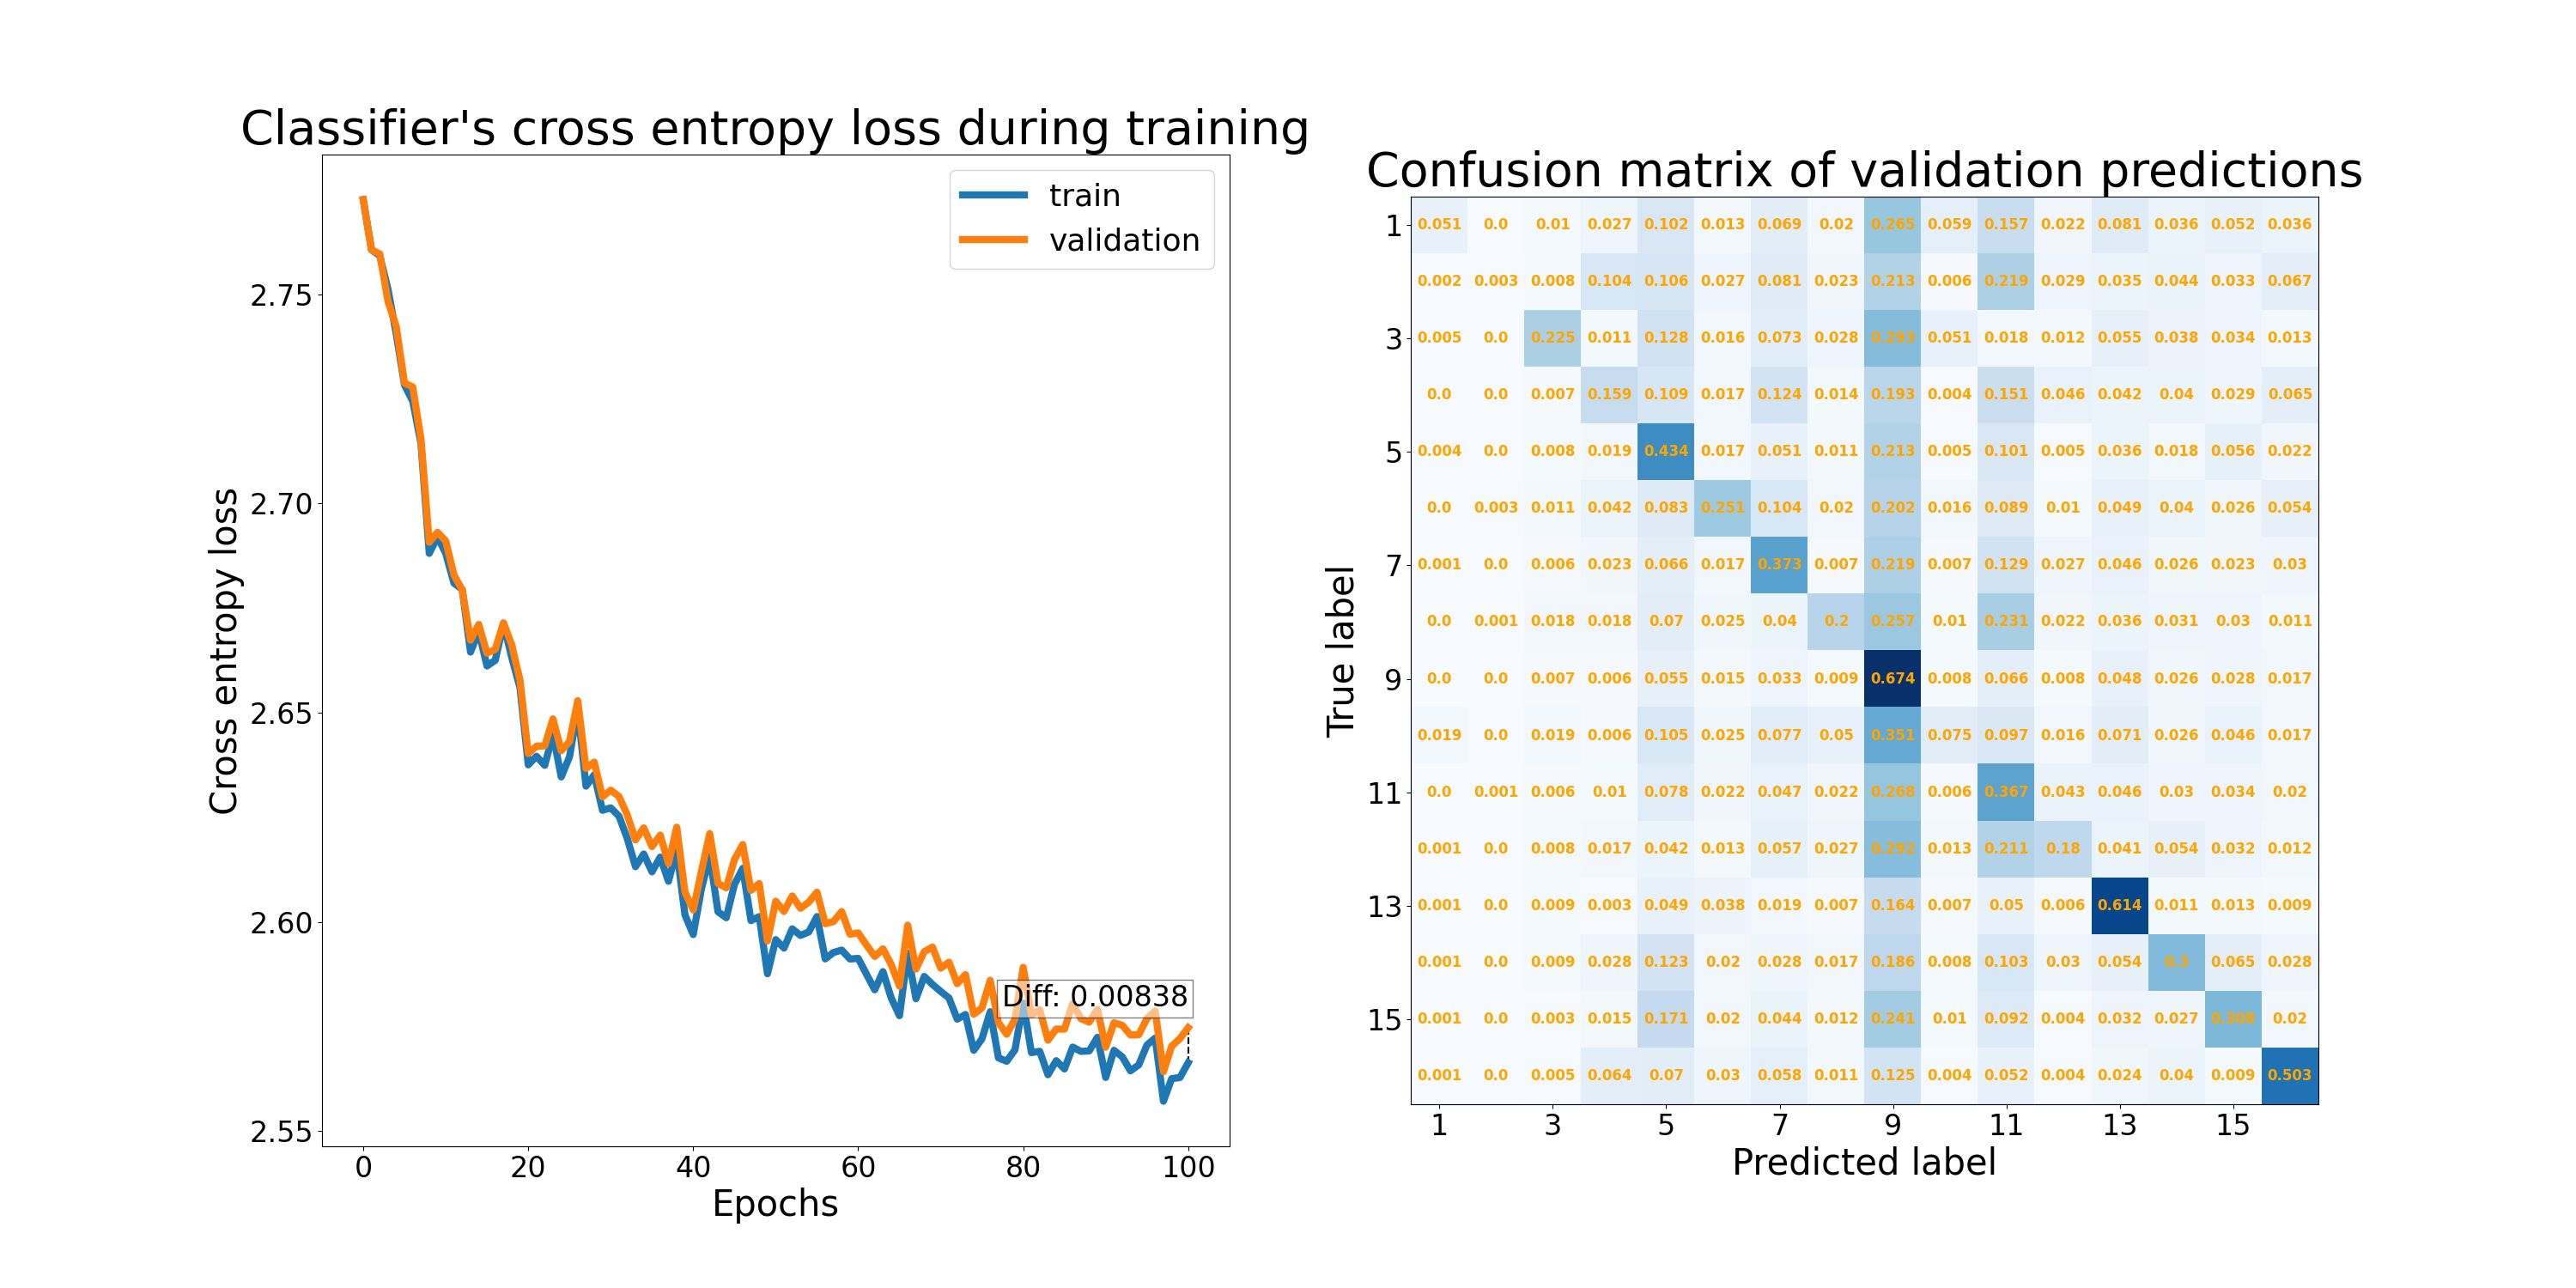 Classifier's cross entropy loss during training
train
validation
Cross entropy loss
2.75
2.70
2.65
2.60
2.55
Diff: 0.00838
0 20 40 60 80 100
Epochs
Confusion matrix of validation predictions
True label
1 0.051 0.0 0.01 0.027 0.102 0.013 0.069 0.02 0.265 0.059 0.157 0.022 0.081 0.036 0.052 0.036
0.002 0.003 0.008 0.104 0.106 0.027 0.081 0.023 0.213 0.006 0.219 0.029 0.035 0.044 0.033 0.067
3 0.005 0.0 0.225 0.011 0.128 0.016 0.073 0.028 0.293 0.051 0.018 0.012 0.055 0.038 0.034 0.013
0.0 0.0 0.007 0.159 0.109 0.017 0.124 0.014 0.193 0.004 0.151 0.046 0.042 0.04 0.029 0.065
5 0.004 0.0 0.008 0.019 0.434 0.017 0.051 0.011 0.213 0.005 0.101 0.005 0.036 0.018 0.056 0.022
0.0 0.003 0.011 0.042 0.083 0.251 0.104 0.02 0.202 0.016 0.089 0.01 0.049 0.04 0.026 0.054
7 0.001 0.0 0.006 0.023 0.066 0.017 0.373 0.007 0.219 0.007 0.129 0.027 0.046 0.026 0.023 0.03
0.0 0.001 0.018 0.018 0.07 0.025 0.04 0.2 0.257 0.01 0.231 0.022 0.036 0.031 0.03 0.011
9 0.0 0.0 0.007 0.006 0.055 0.015 0.033 0.009 0.674 0.008 0.066 0.008 0.048 0.026 0.028 0.017
0.019 0.0 0.019 0.006 0.105 0.025 0.077 0.05 0.351 0.075 0.097 0.016 0.071 0.026 0.046 0.017
11 0.0 0.001 0.006 0.01 0.078 0.022 0.047 0.022 0.268 0.006 0.367 0.043 0.046 0.03 0.034 0.02
0.001 0.0 0.008 0.017 0.042 0.013 0.057 0.027 0.292 0.013 0.211 0.18 0.041 0.054 0.032 0.012
13 0.001 0.0 0.009 0.003 0.049 0.038 0.019 0.007 0.164 0.007 0.05 0.006 0.614 0.011 0.013 0.009
0.001 0.0 0.009 0.028 0.123 0.02 0.028 0.017 0.186 0.008 0.103 0.03 0.054 0.3 0.065 0.028
15 0.001 0.0 0.003 0.015 0.171 0.02 0.044 0.012 0.241 0.01 0.092 0.004 0.032 0.027 0.308 0.02
0.001 0.0 0.005 0.064 0.07 0.03 0.058 0.011 0.125 0.004 0.052 0.004 0.024 0.04 0.009 0.503
1 3 5 7 9 11 13 15
Predicted label